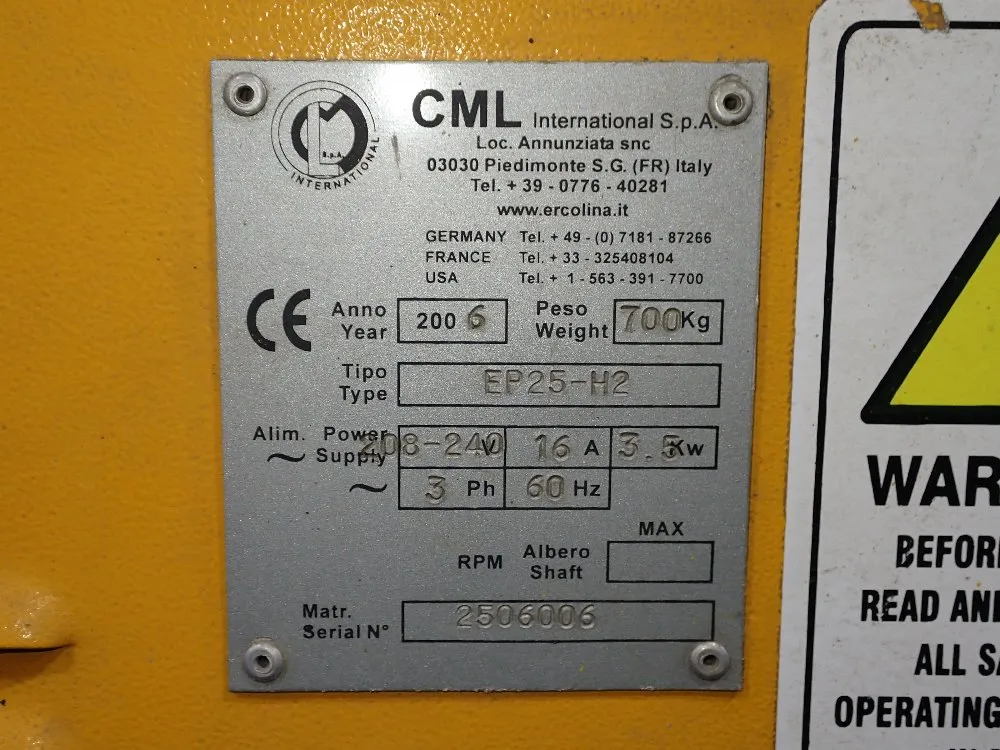 CML International S.p.A.
S.p.A.
INTERNATIONAL
Loc. Annunziata snc
03030 Piedimonte S.G. (FR) Italy
Tel. + 39 - 0776 - 40281
www.ercolina.it
GERMANY Tel. + 49 - (0) 7181 - 87266
FRANCE Tel. + 33 - 325408104
USA Tel. + 1 - 563 - 391 - 7700
CE
Anno
Year
200 6
Peso
Weight
700 Kg
Tipo
Type
EP25-H2
Alim. Power
~ Supply
208-240 V 16 A 3.5 Kw
~ 3 Ph 60 Hz
MAX
RPM
Albero
Shaft
Matr.
Serial N°
2506006
WAR
BEFOR
READ AN
ALL SA
OPERATING